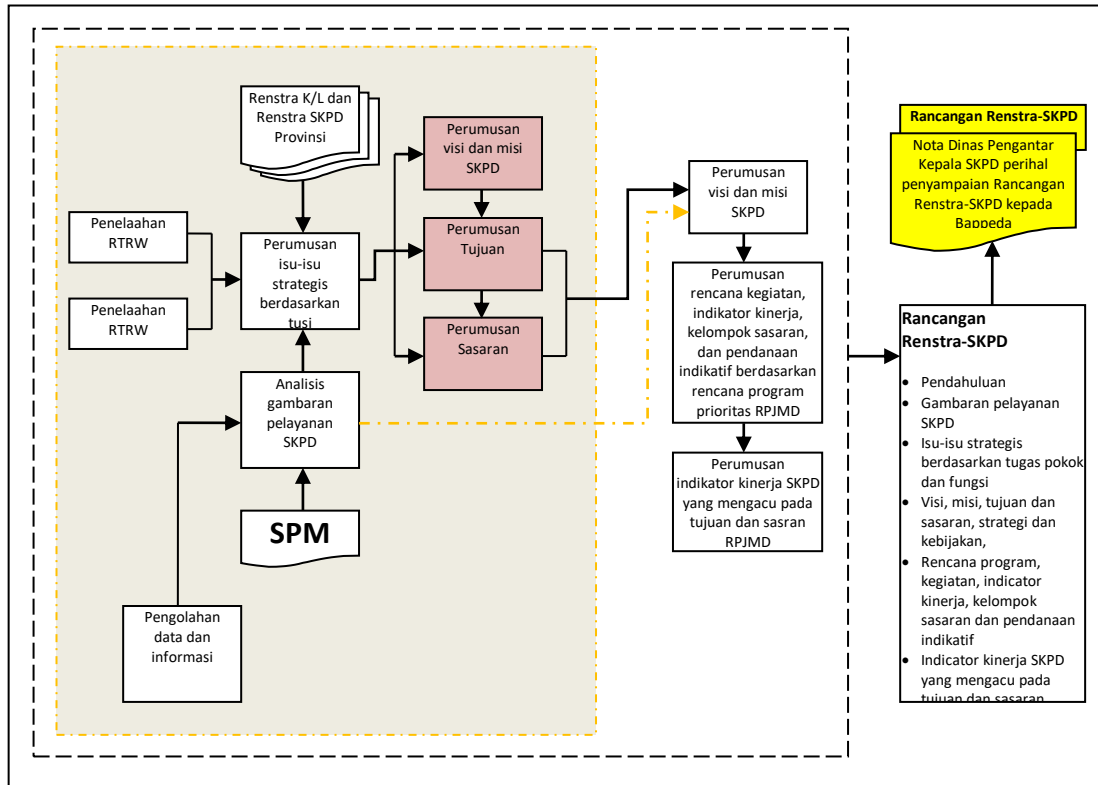 Renstra K/L dan
Renstra SKPD
Provinsi
Penelaahan
RTRW
Penelaahan
RTRW
Perumusan
isu-isu
strategis
berdasarkan
tusi
Analisis
gambaran
pelayanan
SKPD
SPM
Pengolahan
data dan
informasi
Perumusan
visi dan misi
SKPD
Perumusan
Tujuan
Perumusan
Sasaran
Perumusan
visi dan misi
SKPD
Perumusan
rencana kegiatan,
indikator kinerja,
kelompok sasaran,
dan pendanaan
indikatif berdasarkan
rencana program
prioritas RPJMD
Perumusan
indikator kinerja SKPD
yang mengacu pada
tujuan dan sasran
RPJMD
Rancangan Renstra-SKPD
Nota Dinas Pengantar
Kepala SKPD perihal
penyampaian Rancangan
Renstra-SKPD kepada
Bappeda
Rancangan
Renstra-SKPD
• Pendahuluan
• Gambaran pelayanan
SKPD
• Isu-isu strategis
berdasarkan tugas pokok
dan fungsi
• Visi, misi, tujuan dan
sasaran, strategi dan
kebijakan,
• Rencana program,
kegiatan, indicator
kinerja, kelompok
sasaran dan pendanaan
indikatif
• Indicator kinerja SKPD
yang mengacu pada
tujuan dan sasaran